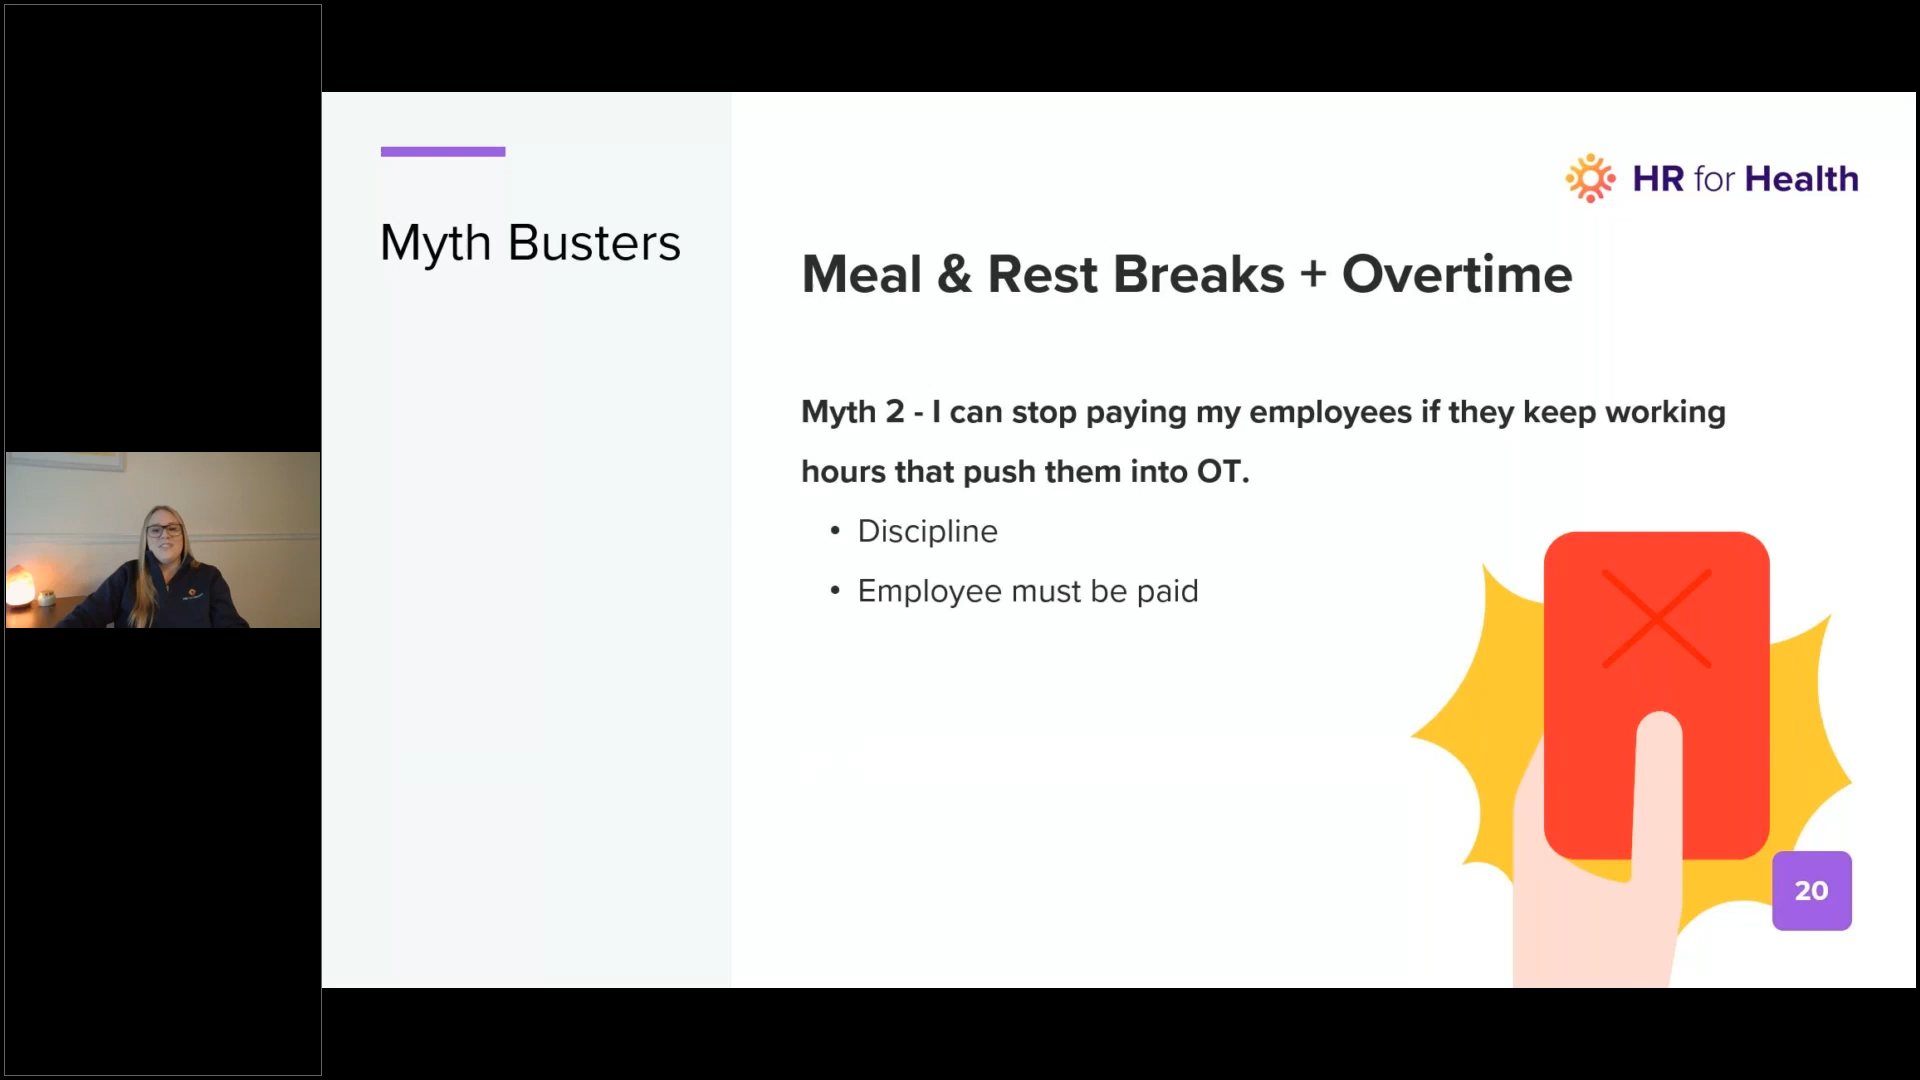 Myth Busters
HR for Health
Meal & Rest Breaks + Overtime
Myth 2 - I can stop paying my employees if they keep working
hours that push them into OT.
• Discipline
• Employee must be paid
20